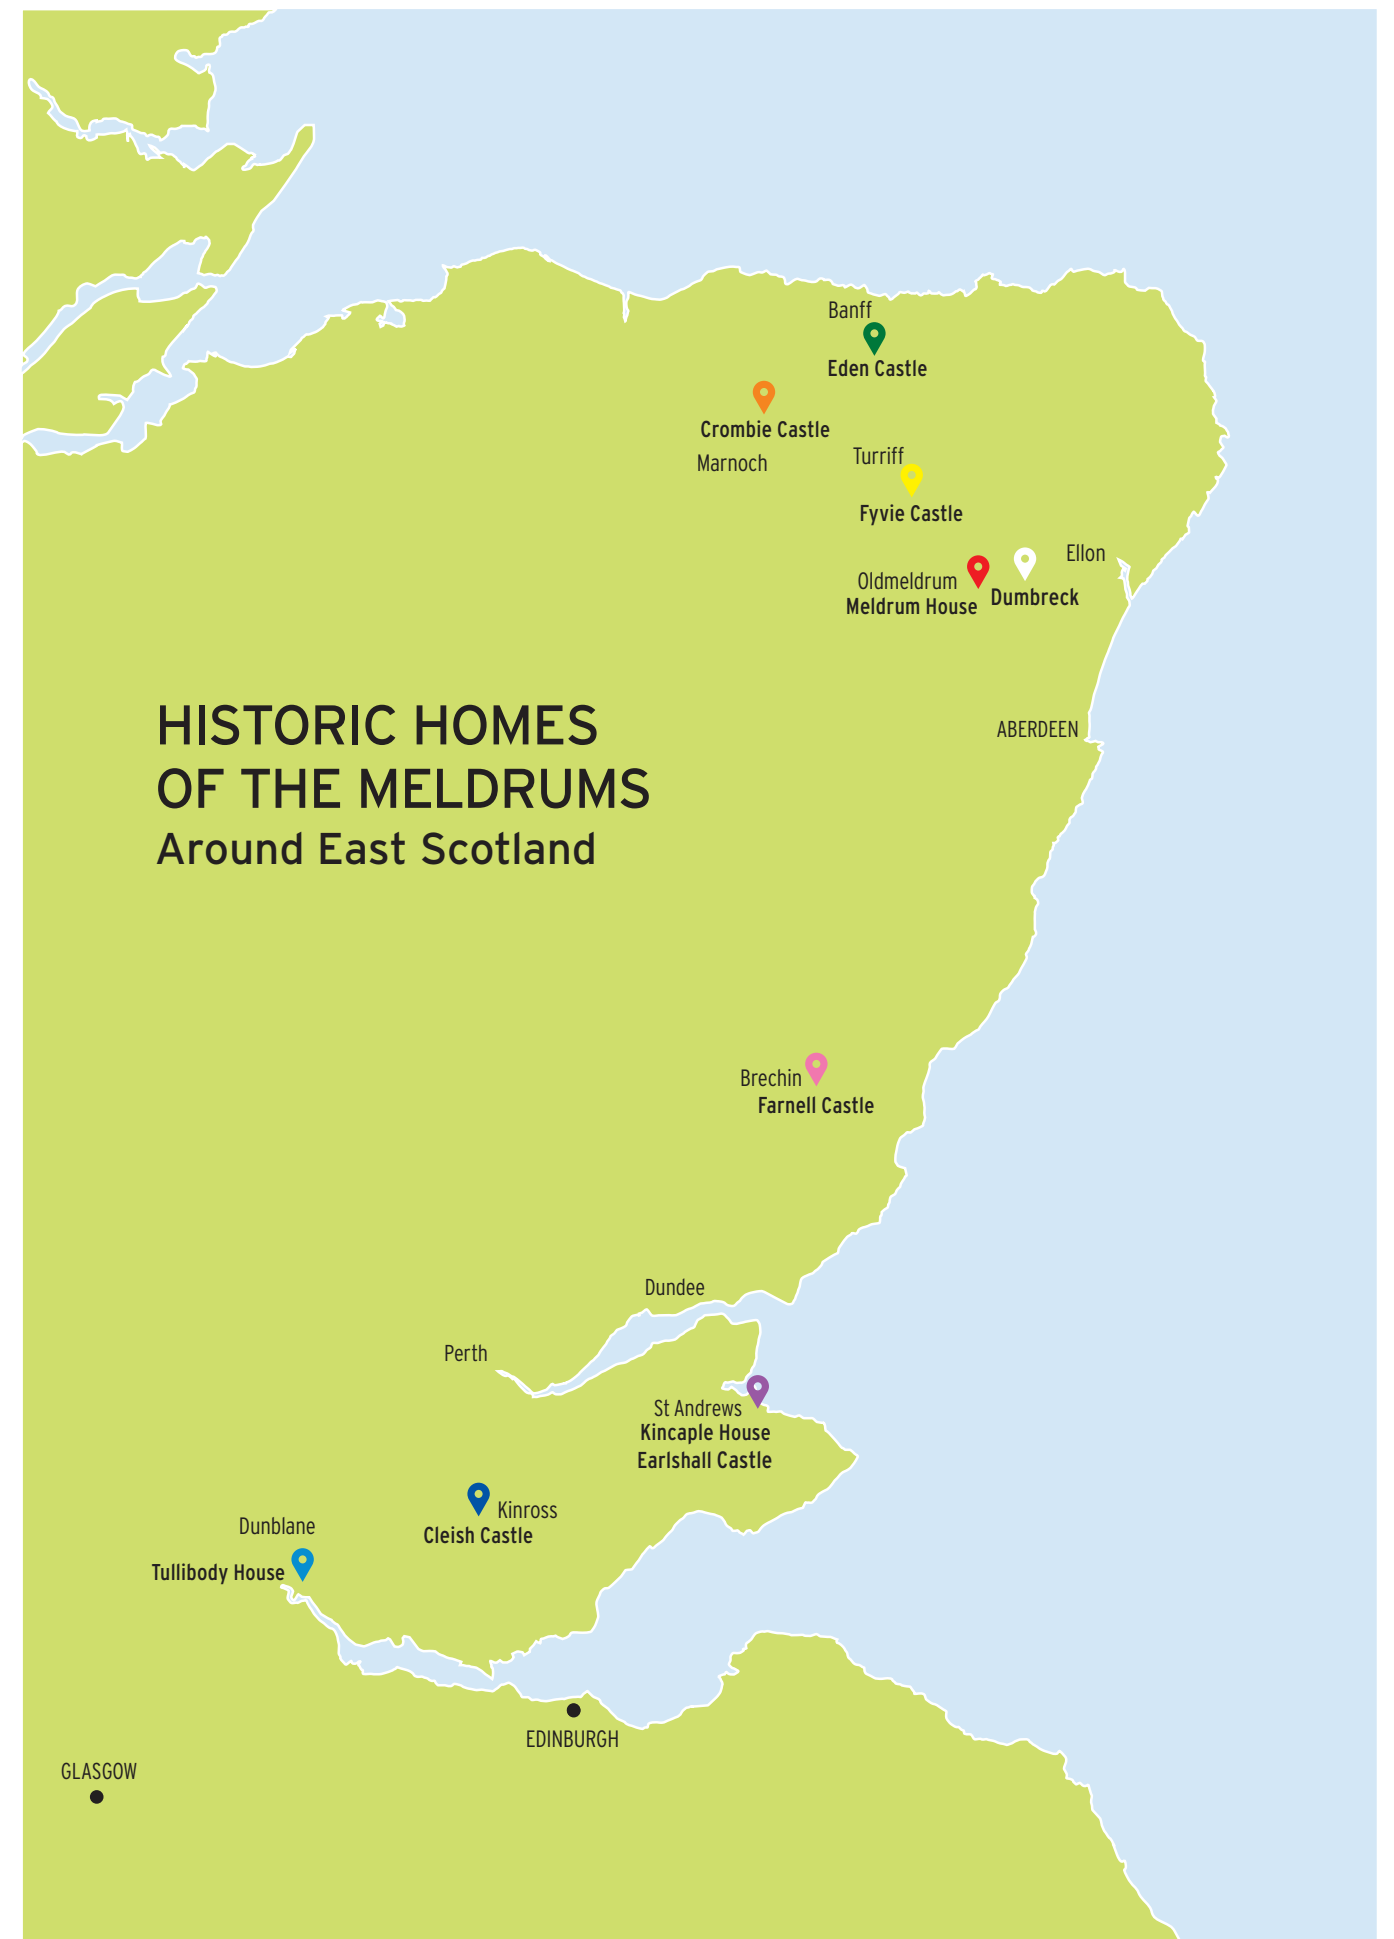 Banff
Eden Castle
Crombie Castle
Marnoch
Turriff
Fyvie Castle
Ellon
Oldmeldrum
Meldrum House
Dumbreck
HISTORIC HOMES
OF THE MELDRUMS
Around East Scotland
ABERDEEN
Brechin
Farnell Castle
Dundee
Perth
St Andrews
Kincaple House
Earlshall Castle
Kinross
Cleish Castle
Dunblane
Tullibody House
EDINBURGH
GLASGOW